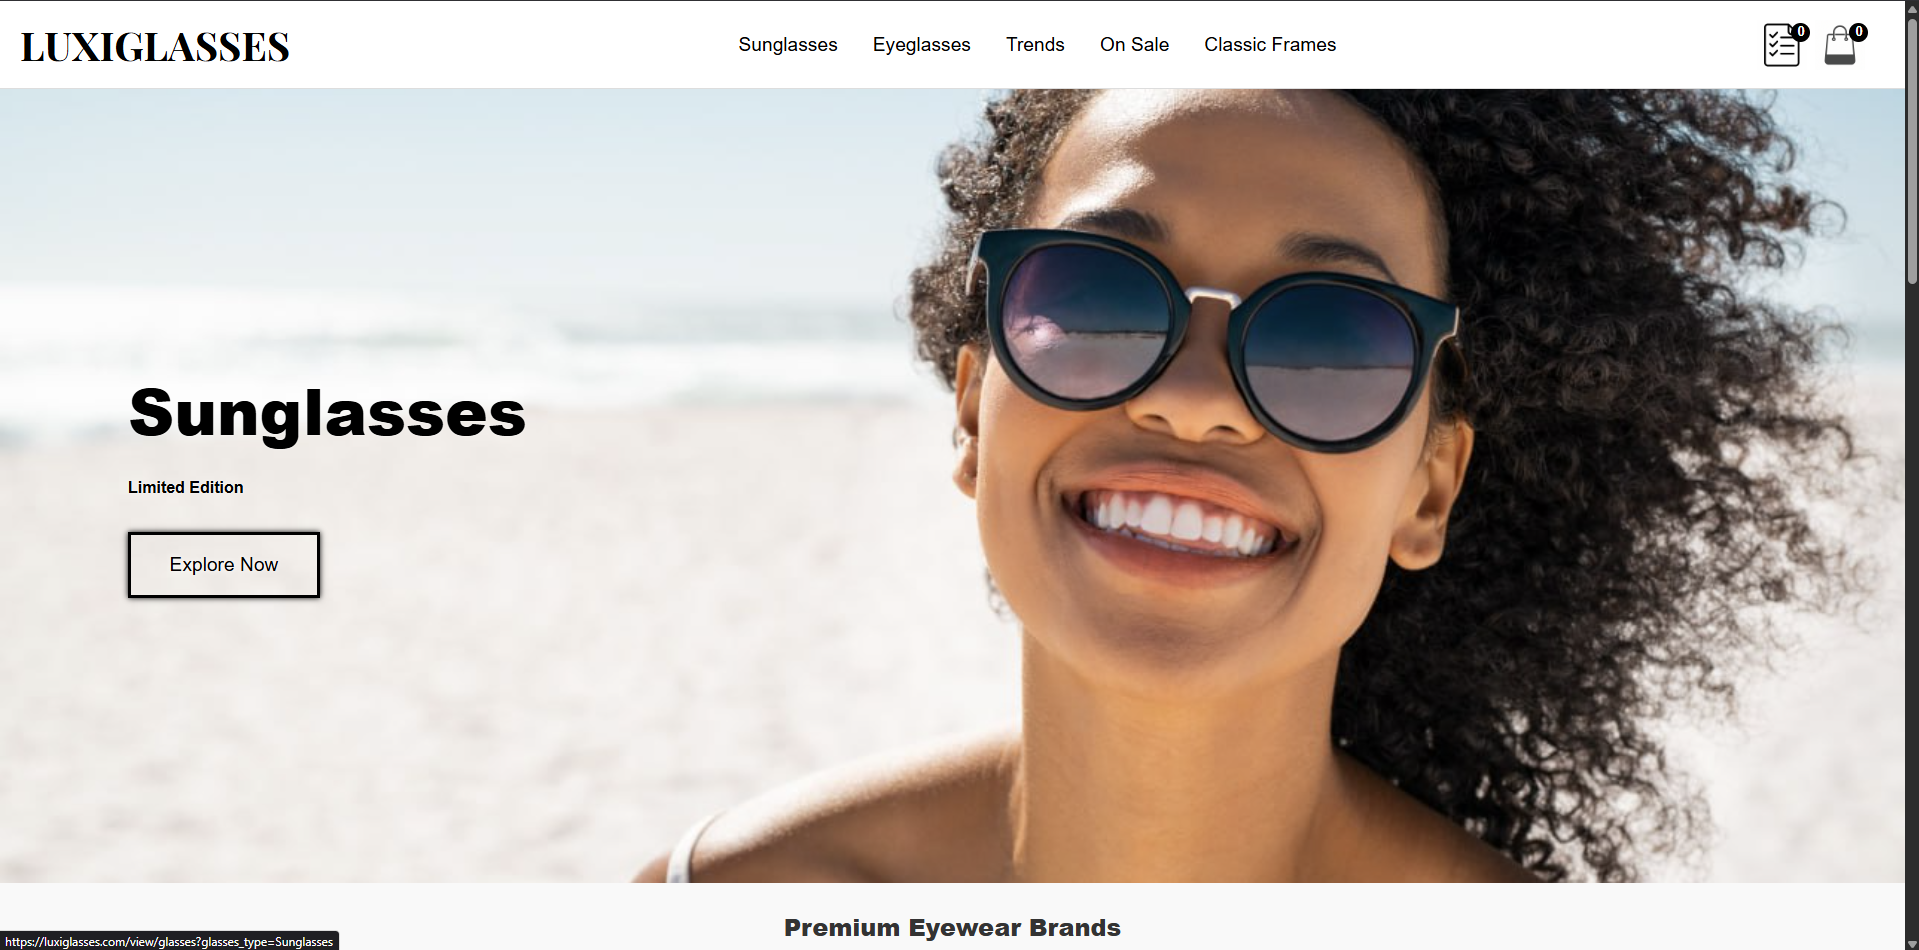 LUXIGLASSES
Sunglasses Eyeglasses Trends On Sale Classic Frames
0 0
Sunglasses
Limited Edition
Explore Now
Premium Eyewear Brands
https://luxiglasses.com/view/glasses?glasses_type=Sunglasses